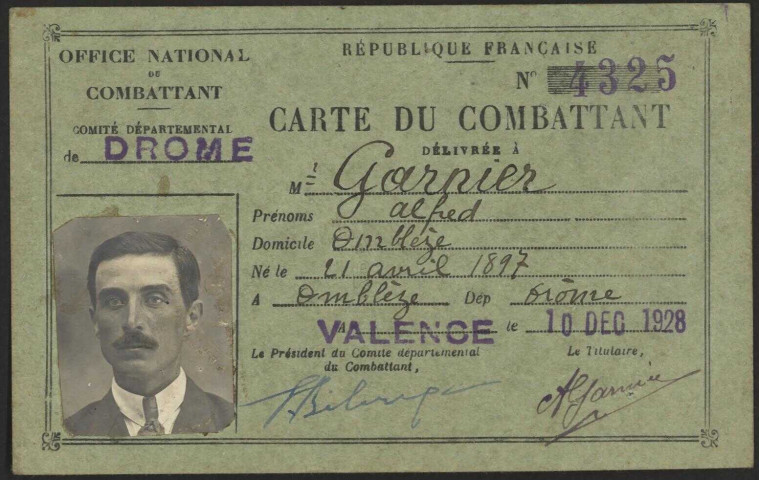 OFFICE NATIONAL
DU
COMBATTANT
COMITÉ DÉPARTEMENTAL
de DROME
RÉPUBLIQUE FRANÇAISE
N° 4325
CARTE DU COMBATTANT
DÉLIVRÉE À
Mr Garnier
Prénoms alfred
Domicile Omblèze
Né le 21 avril 1897
A Omblèze Dép Drôme
A VALENCE le 10 DEC 1928
Le Président du Comité départemental
du Combattant,
Le Titulaire,
AGarnier